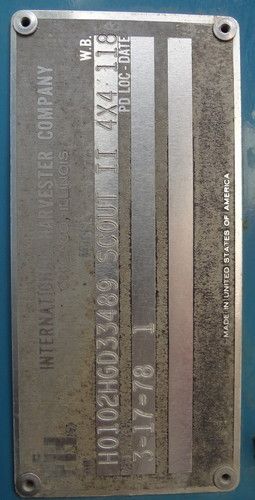 INTERNATIONAL HARVESTER COMPANY
ILLINOIS
W.B.
H0102HGD33489 SCOUT II 4X4 118
PD LOC-DATE
3-17-78 1
MADE IN UNITED STATES OF AMERICA